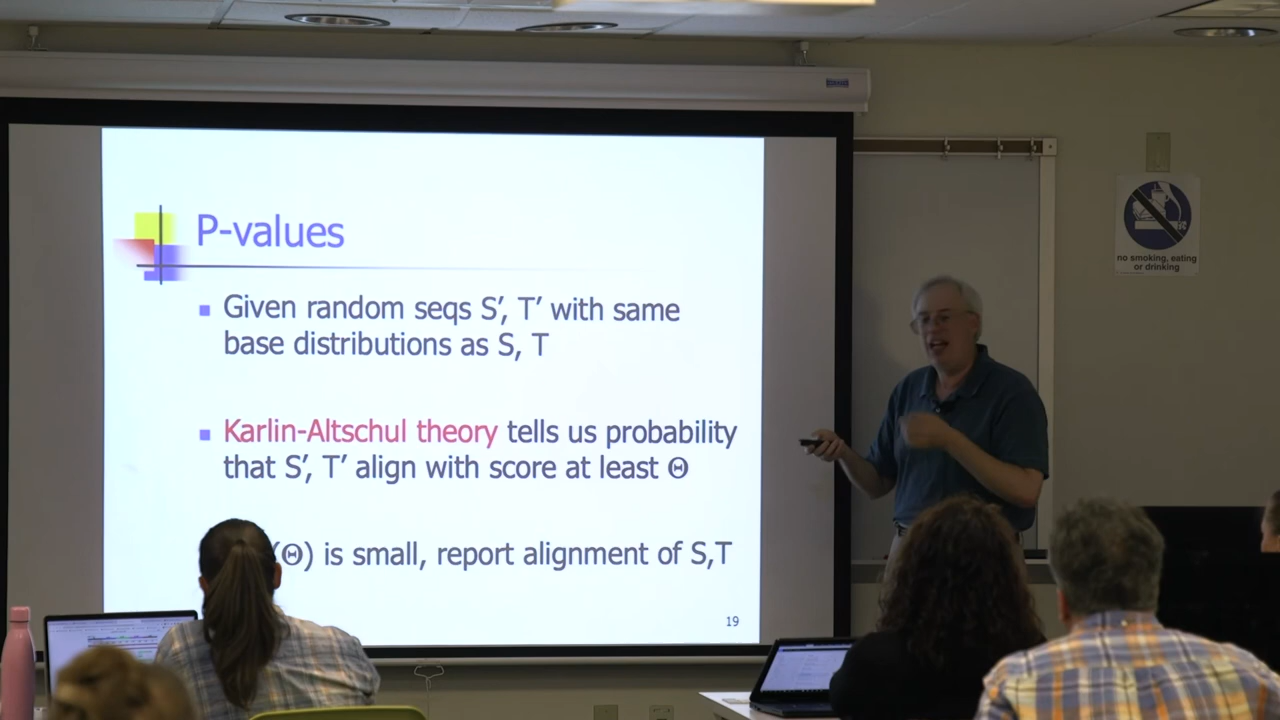 P-values
Given random seqs S’, T’ with same
base distributions as S, T
Karlin-Altschul theory tells us probability
that S’, T’ align with score at least Θ
(Θ) is small, report alignment of S,T
19
no smoking, eating
or drinking